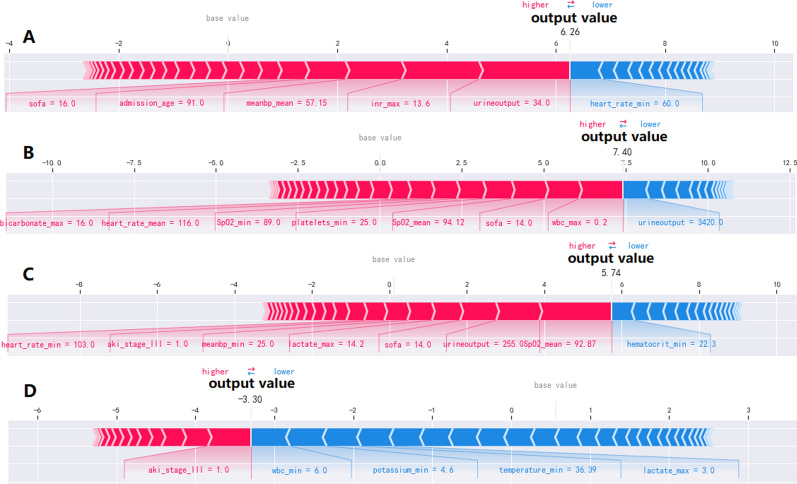 A
higher ⇄ lower
base value
output value
6.26
-4 -2 0 2 4 6 8 10
sofa = 16.0 admission_age = 91.0 meanbp_mean = 57.15 inr_max = 13.6 urineoutput = 34.0 heart_rate_min = 60.0
B
higher ⇄ lower
base value
output value
7.40
-10.0 -7.5 -5.0 -2.5 0.0 2.5 5.0 7.5 10.0 12.5
bicarbonate_max = 16.0 heart_rate_mean = 116.0 SpO2_min = 89.0 platelets_min = 25.0 SpO2_mean = 94.12 sofa = 14.0 wbc_max = 0.2 urineoutput = 3420.0
C
higher ⇄ lower
base value
output value
5.74
-8 -6 -4 -2 0 2 4 6 8 10
heart_rate_min = 103.0 aki_stage_III = 1.0 meanbp_min = 25.0 lactate_max = 14.2 sofa = 14.0 urineoutput = 255.0 SpO2_mean = 92.87 hematocrit_min = 22.3
D
higher ⇄ lower
output value
base value
-3.30
-6 -5 -4 -3 -2 -1 0 1 2 3
aki_stage_III = 1.0 wbc_min = 6.0 potassium_min = 4.6 temperature_min = 36.39 lactate_max = 3.0